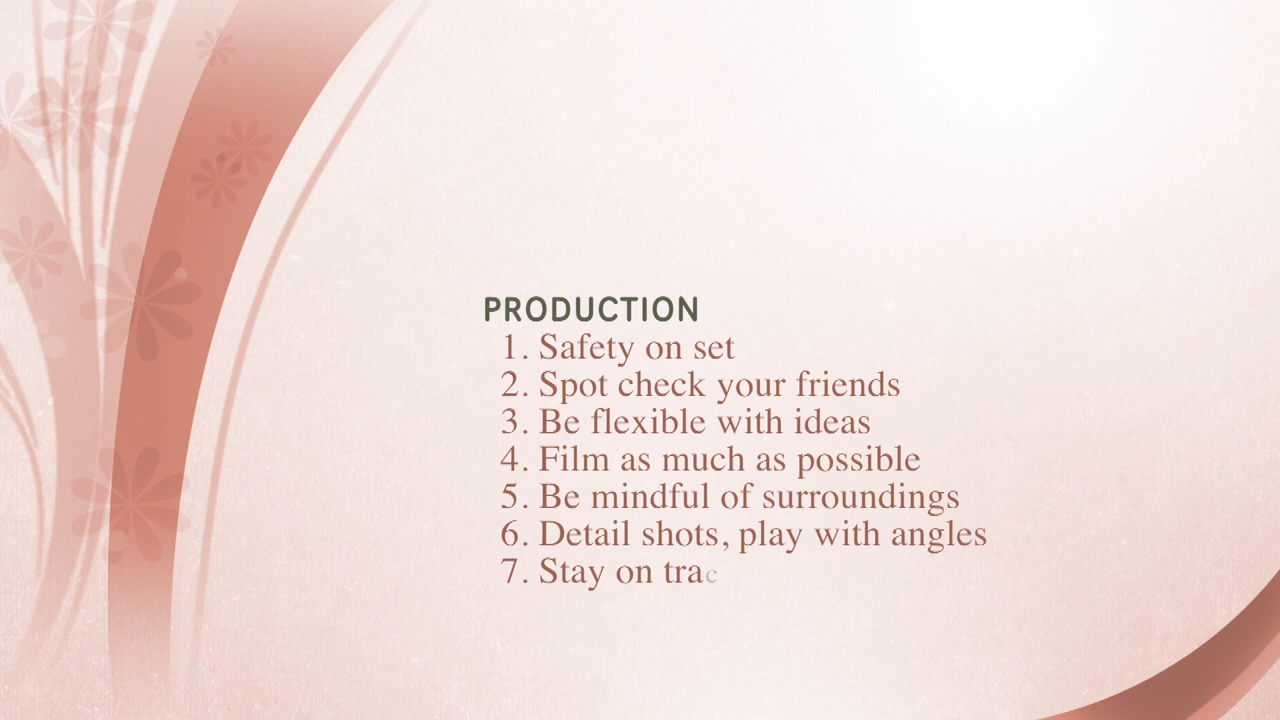 PRODUCTION
1. Safety on set
2. Spot check your friends
3. Be flexible with ideas
4. Film as much as possible
5. Be mindful of surroundings
6. Detail shots, play with angles
7. Stay on trac